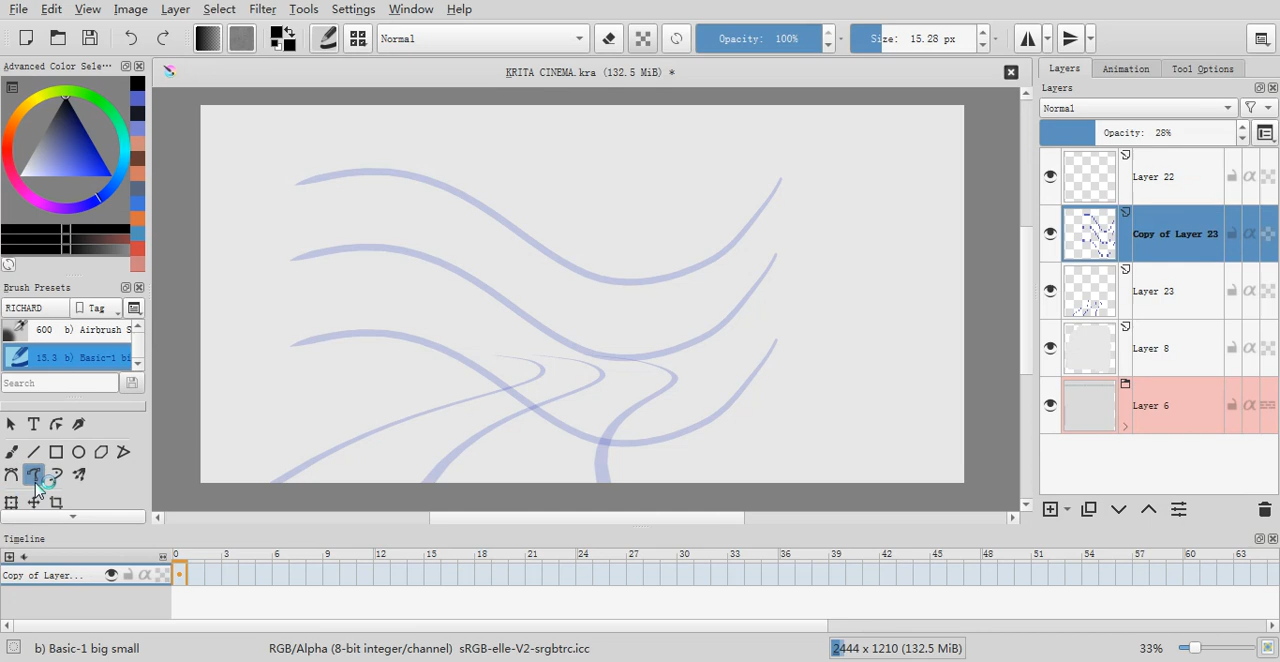 File Edit View Image Layer Select Filter Tools Settings Window Help
Normal Opacity: 100% Size: 15.28 px
Advanced Color Sele···
KRITA CINEMA.kra (132.5 MiB) *
Layers Animation Tool Options
Layers
Normal
Opacity: 28%
Layer 22
Copy of Layer 23
Layer 23
Layer 8
Layer 6
Brush Presets
RICHARD Tag
600 b) Airbrush S
15.3 b) Basic-1 bi
Search
Timeline
0 3 6 9 12 15 18 21 24 27 30 33 36 39 42 45 48 51 54 57 60 63
Copy of Layer...
b) Basic-1 big small RGB/Alpha (8-bit integer/channel) sRGB-elle-V2-srgbtrc.icc 2444 x 1210 (132.5 MiB) 33%